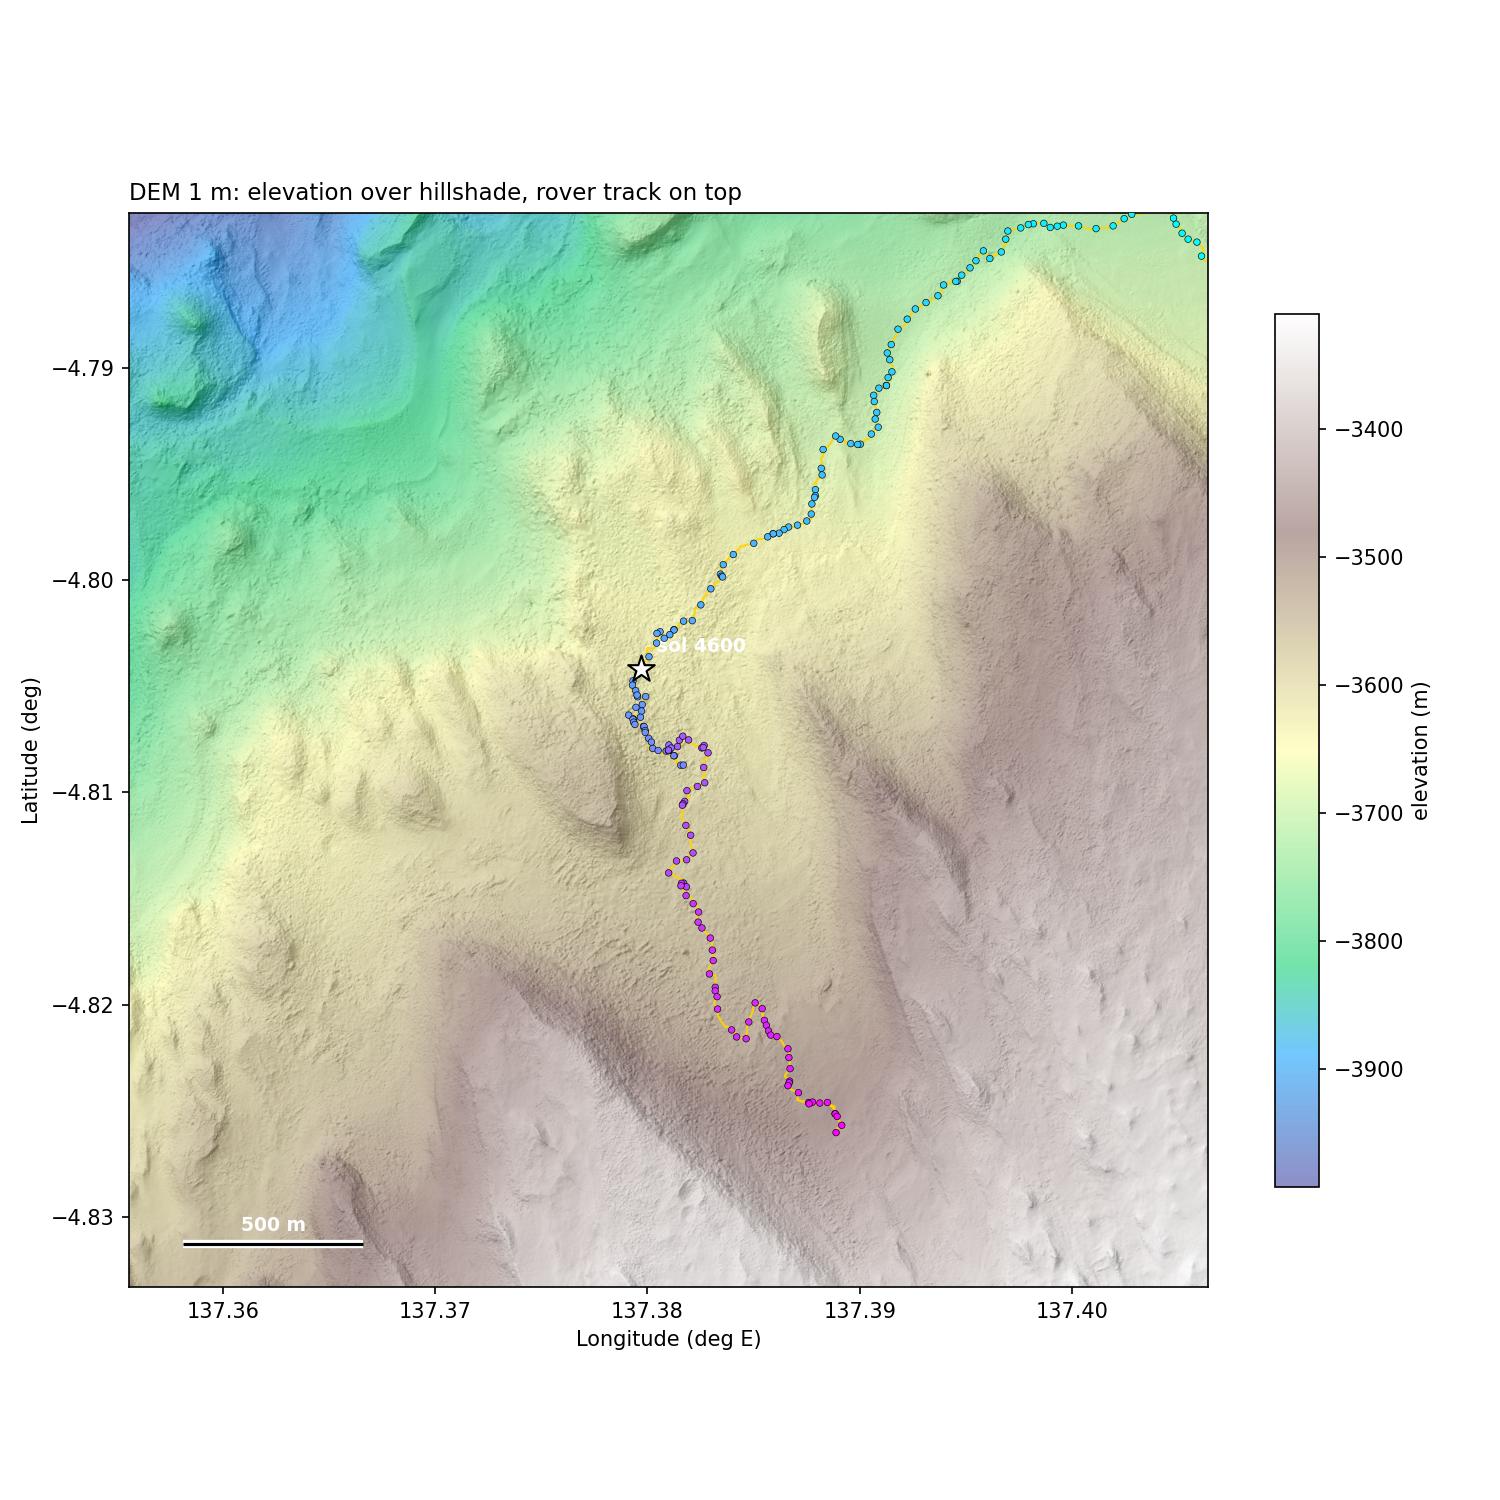 DEM 1 m: elevation over hillshade, rover track on top
−4.79
−4.80
−4.81
−4.82
−4.83
Latitude (deg)
sol 4600
500 m
137.36
137.37
137.38
137.39
137.40
Longitude (deg E)
−3400
−3500
−3600
−3700
−3800
−3900
elevation (m)